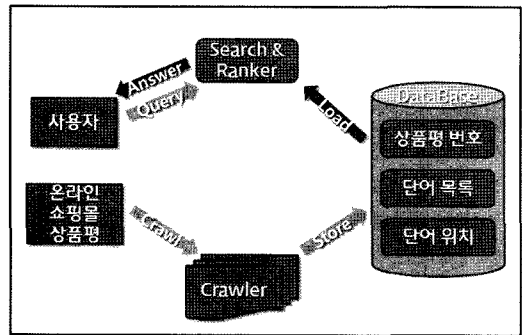 Search &
Ranker
Answer
Query
사용자
Load
DataBase
상품평 번호
단어 목록
단어 위치
온라인
쇼핑몰
상품평
Crawl
Store
Crawler